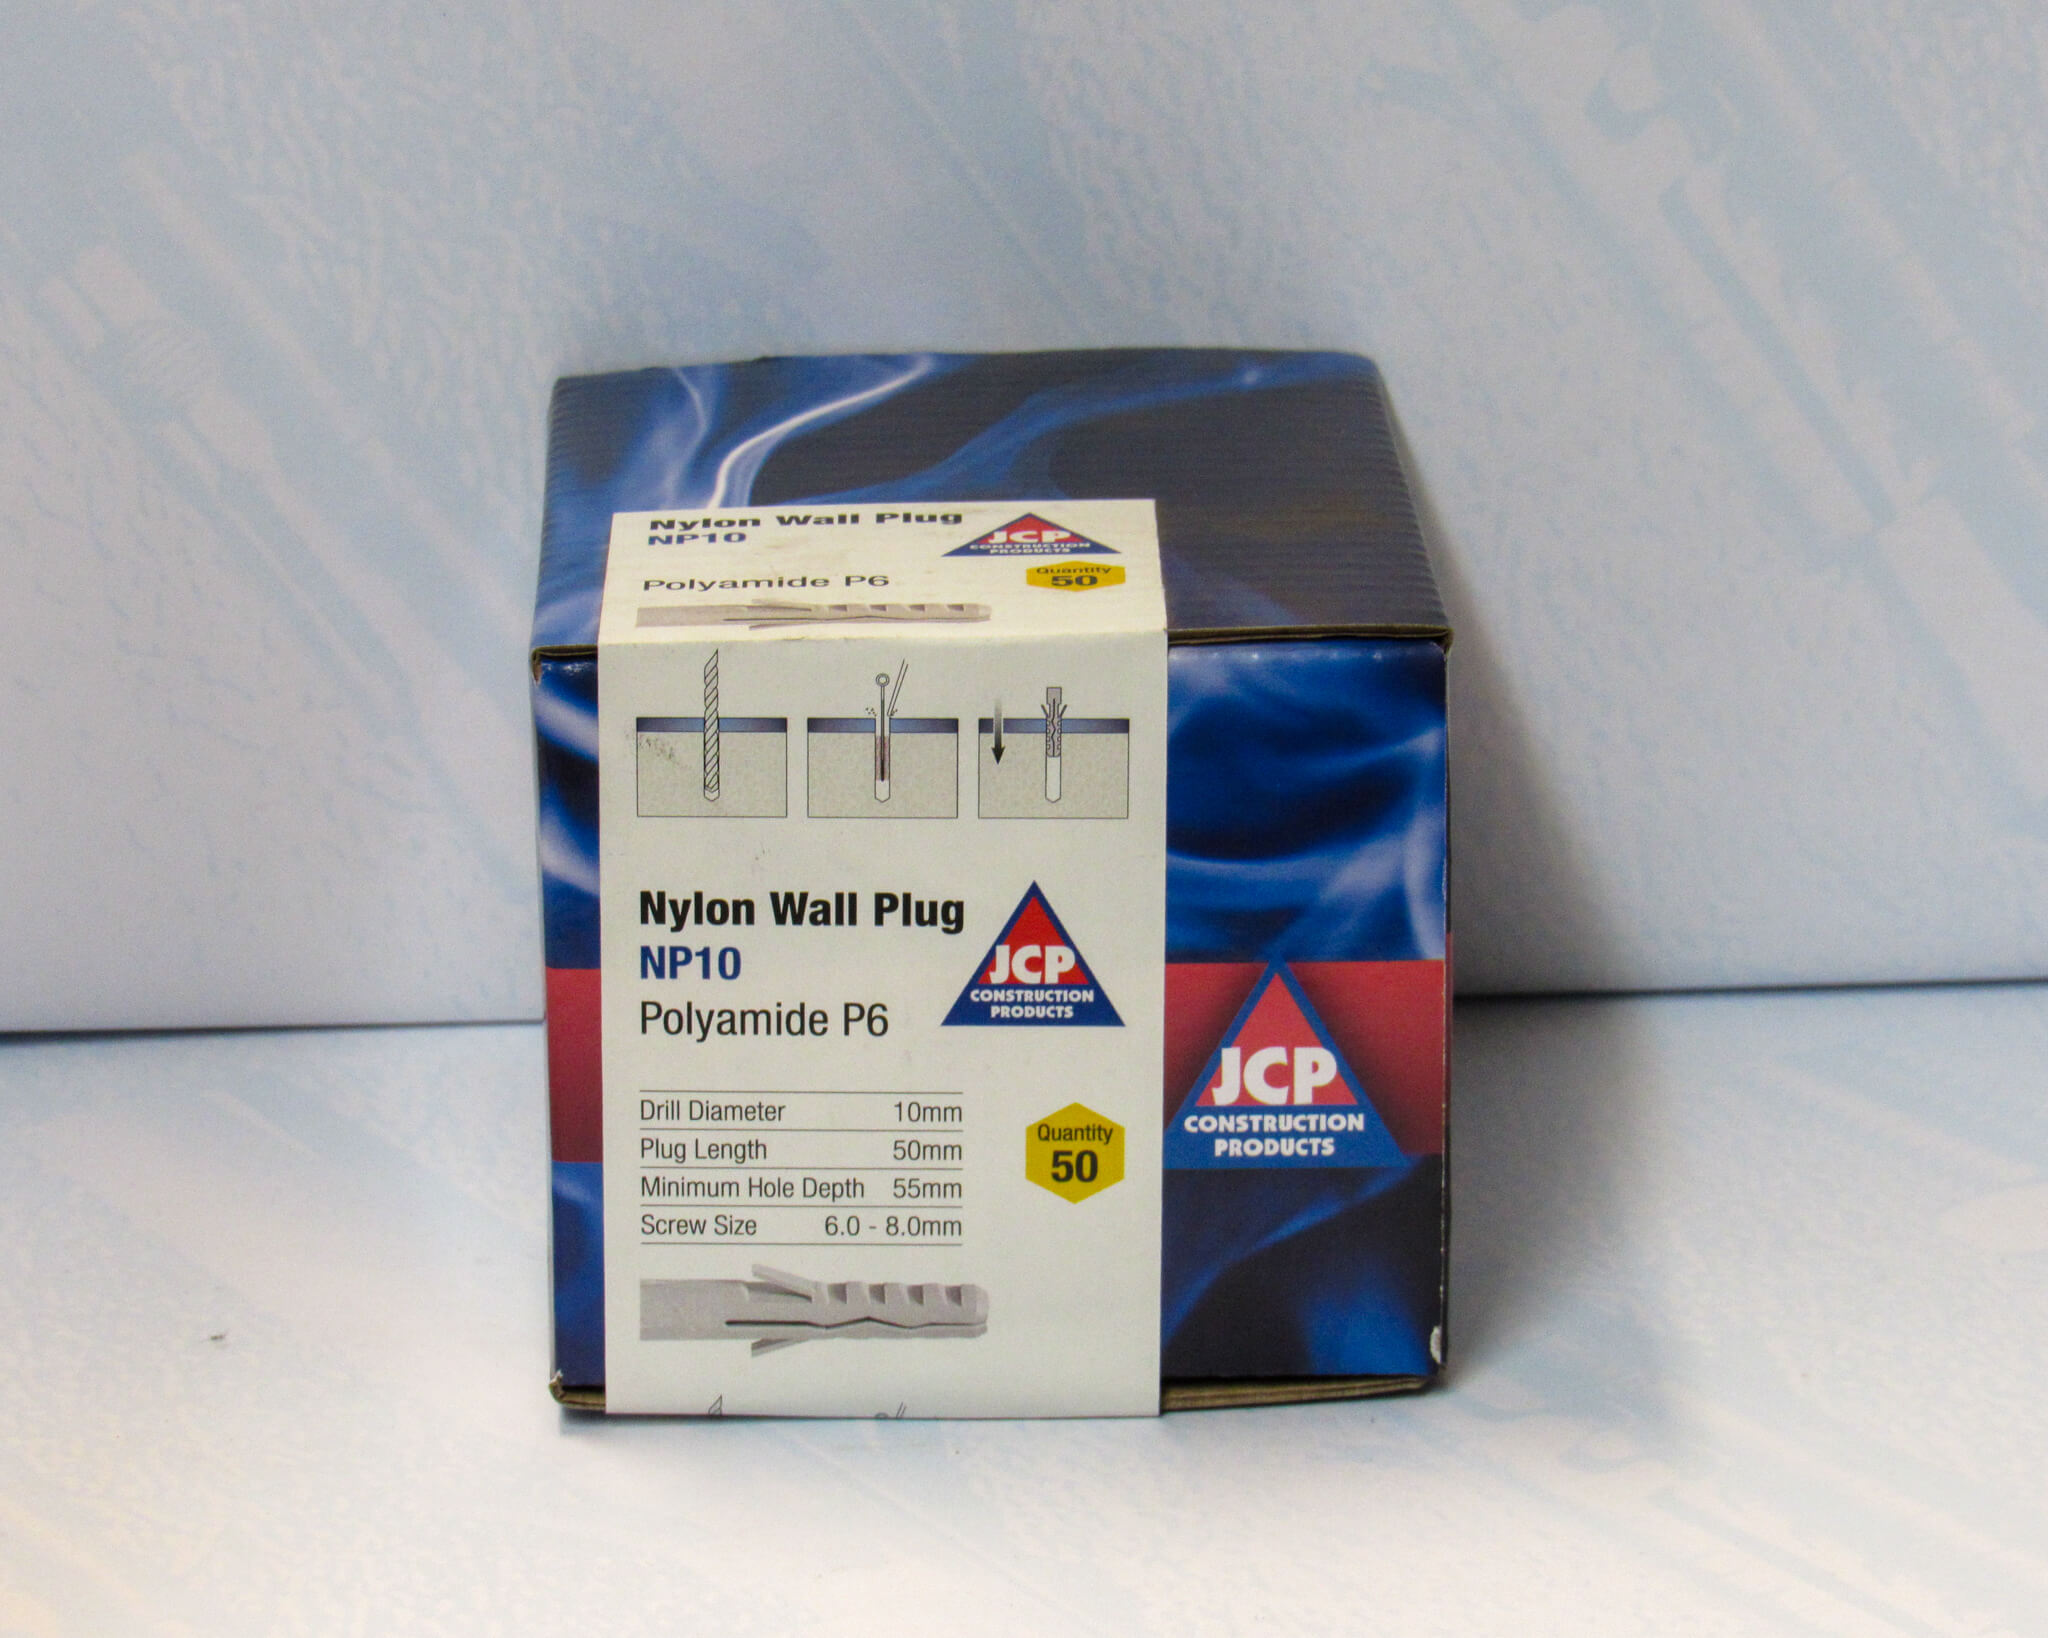 Nylon Wall Plug
NP10
Polyamide P6
JCP
CONSTRUCTION
PRODUCTS
Quantity
50
Nylon Wall Plug
NP10
Polyamide P6
JCP
CONSTRUCTION
PRODUCTS
Drill Diameter 10mm
Plug Length 50mm
Minimum Hole Depth 55mm
Screw Size 6.0 - 8.0mm
Quantity
50
JCP
CONSTRUCTION
PRODUCTS